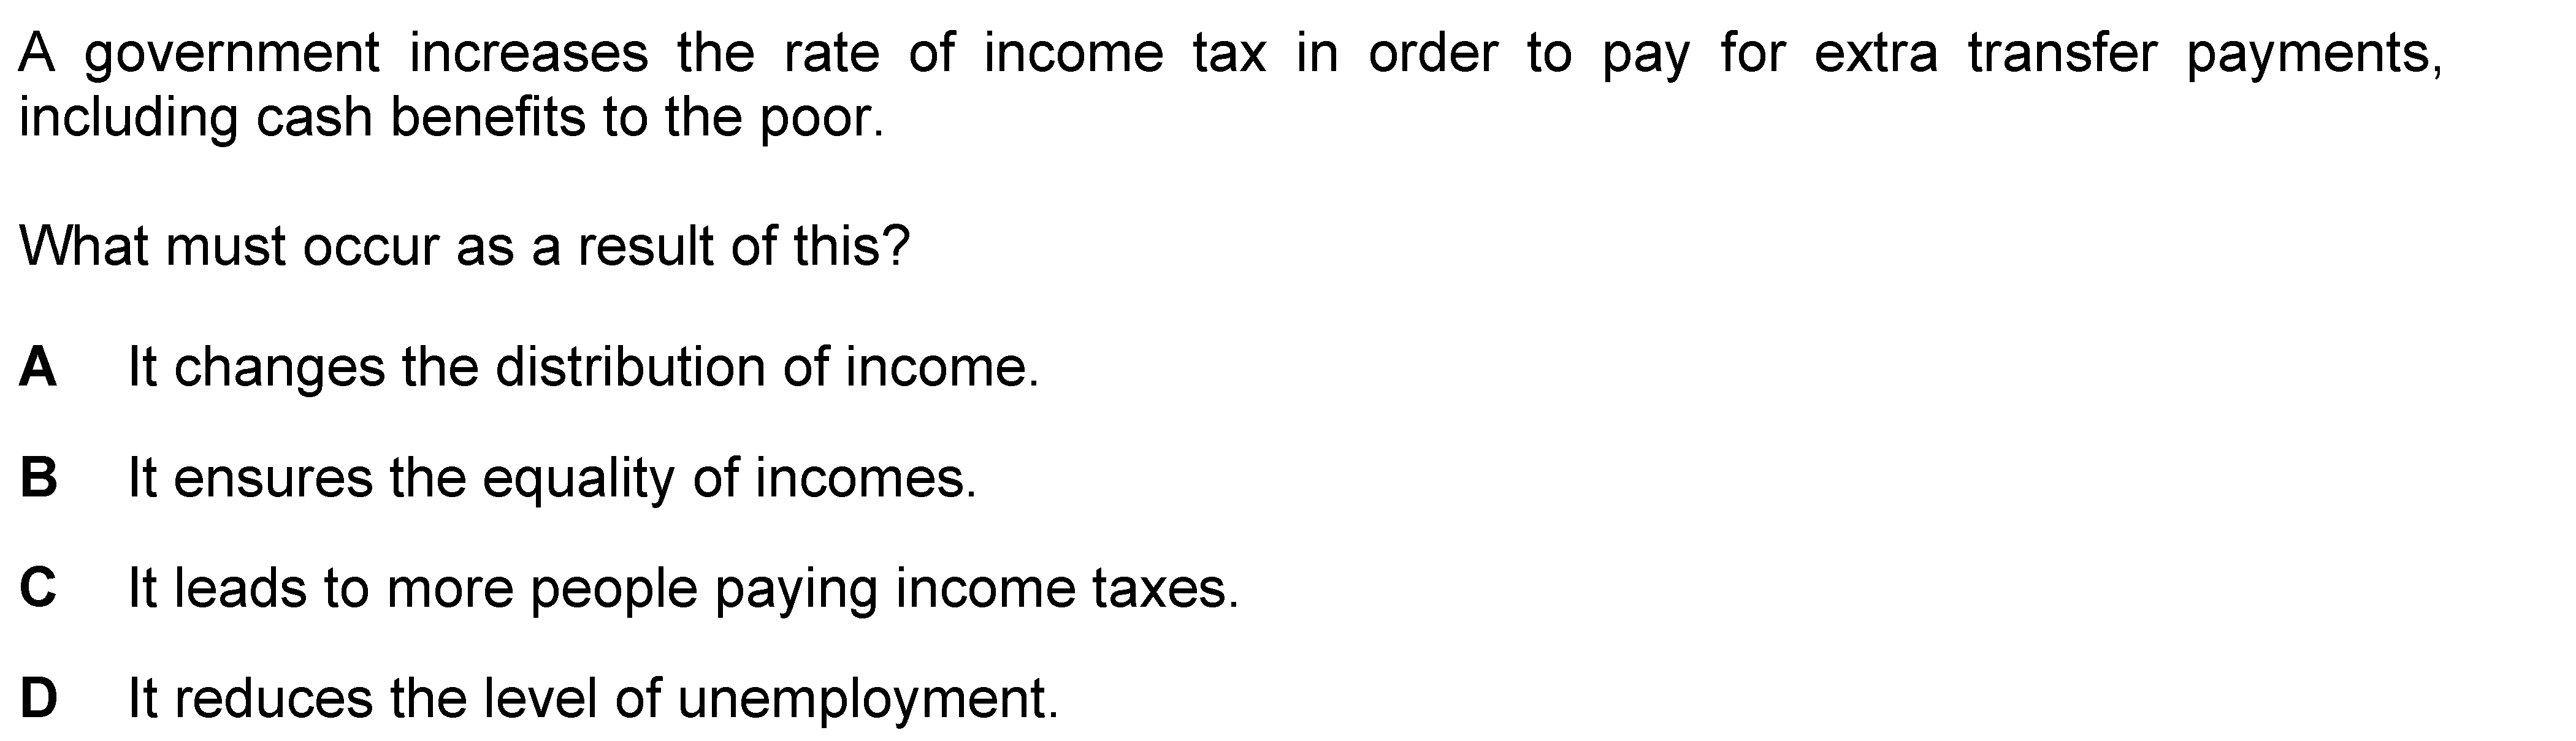 A government increases the rate of income tax in order to pay for extra transfer payments,
including cash benefits to the poor.
What must occur as a result of this?
A It changes the distribution of income.
B It ensures the equality of incomes.
C It leads to more people paying income taxes.
D It reduces the level of unemployment.